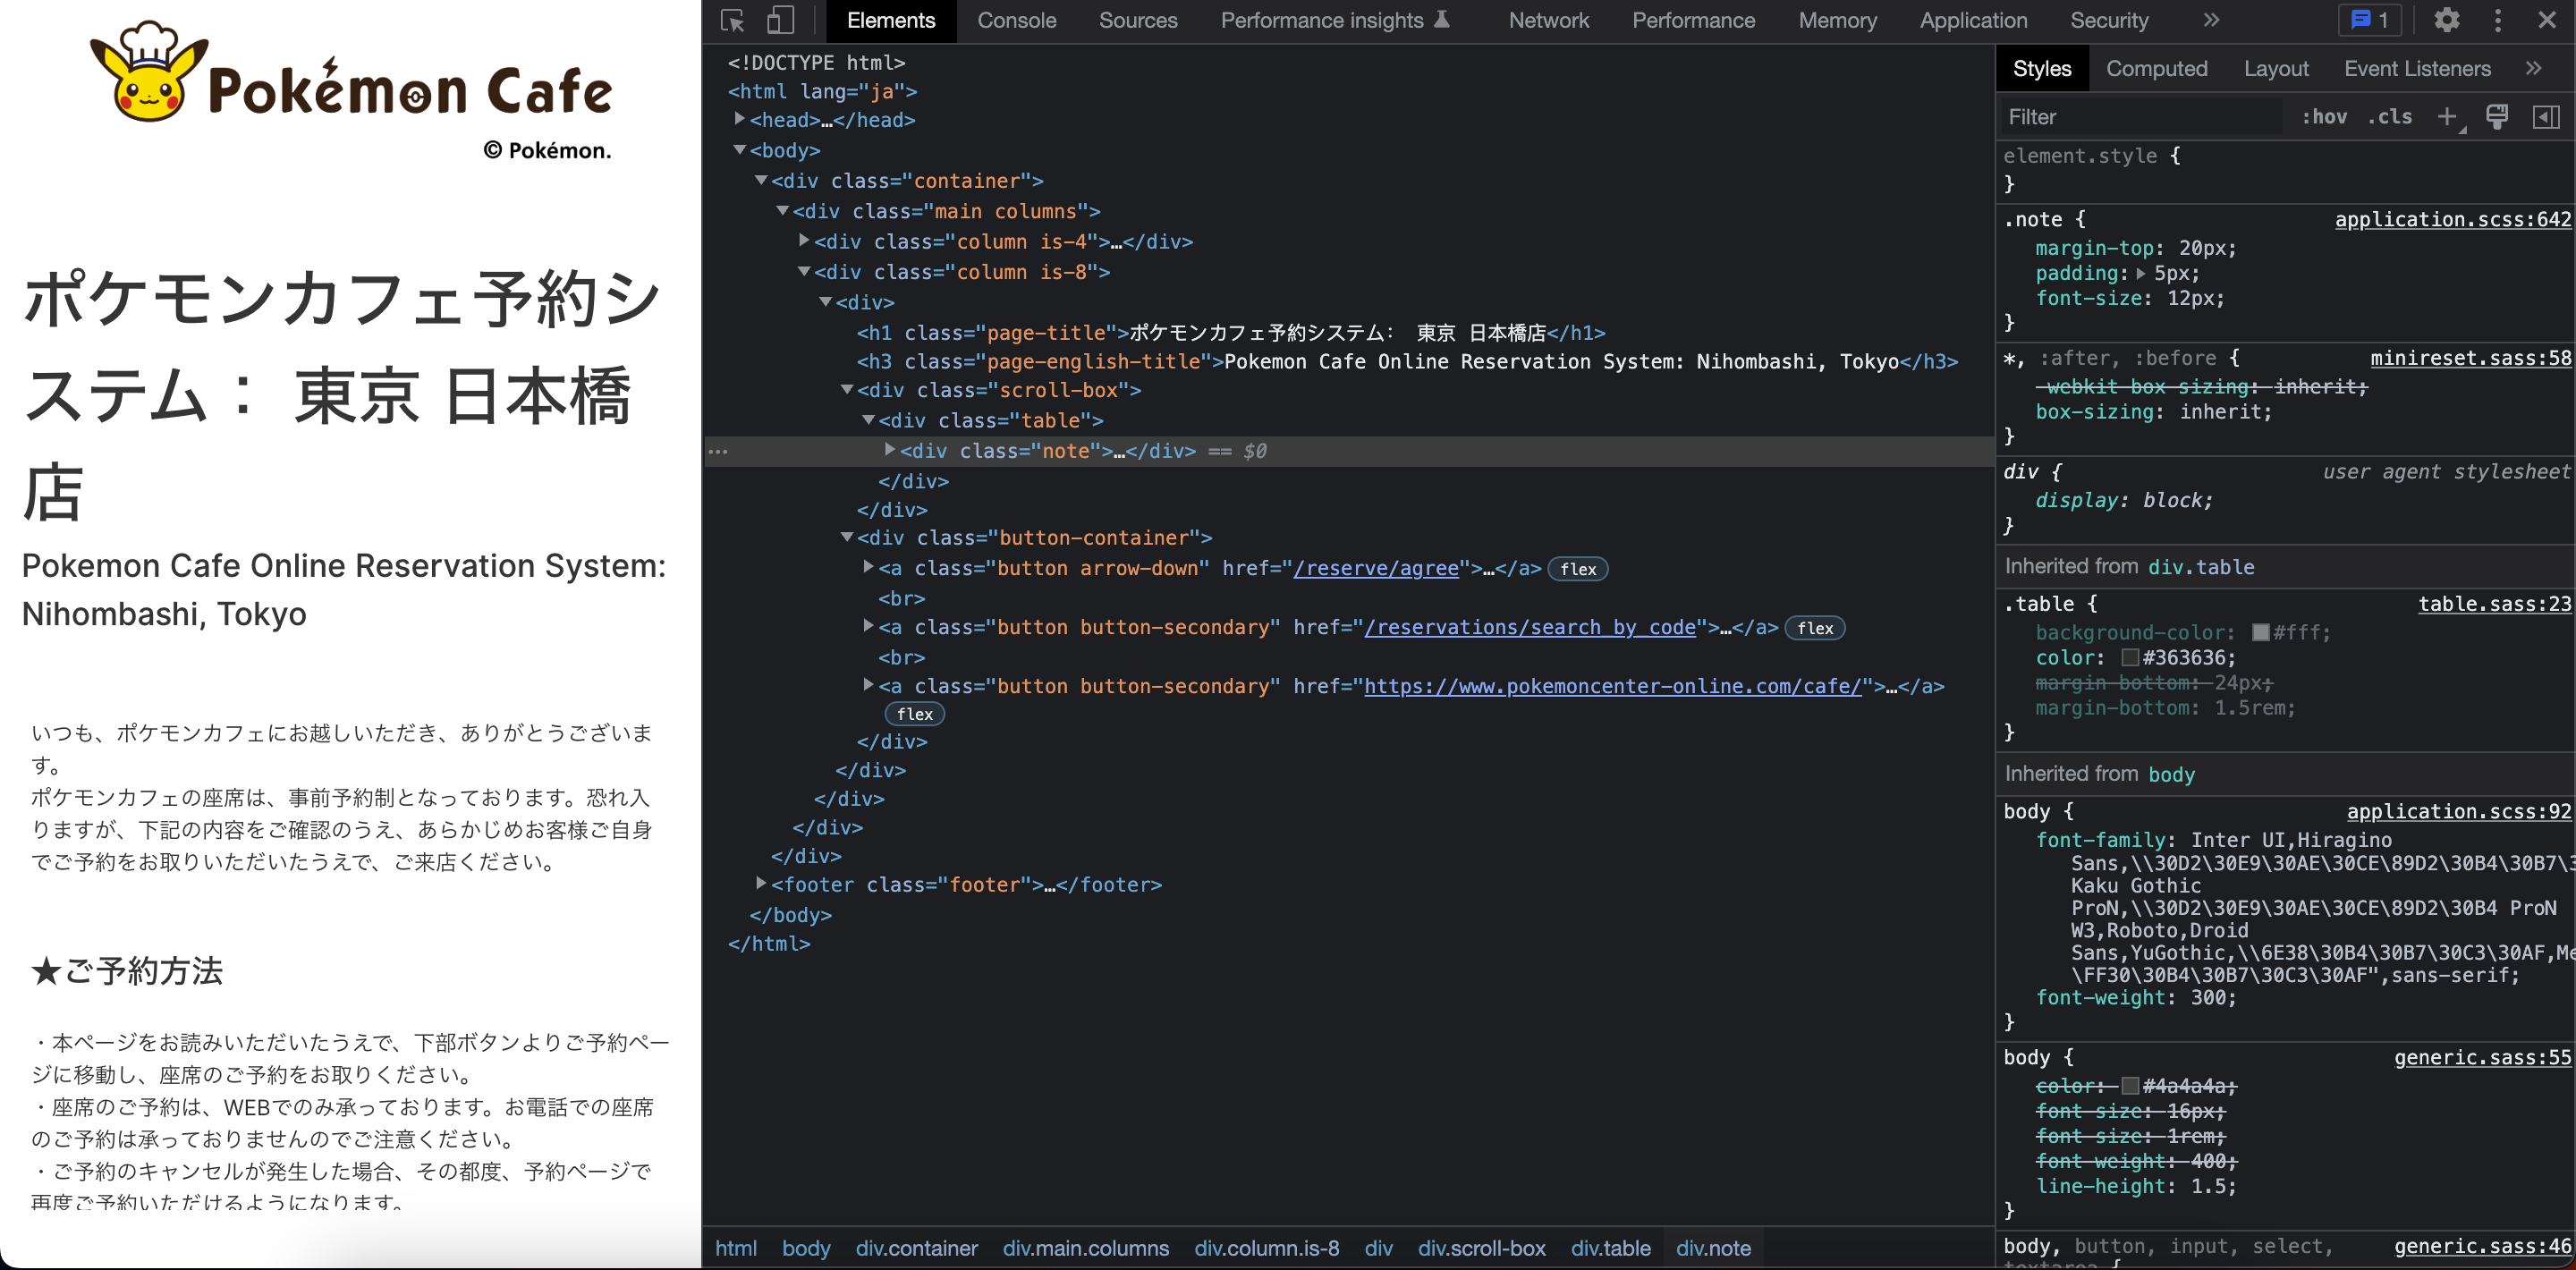 Pokémon Cafe
© Pokémon.
ポケモンカフェ予約シ
ステム： 東京 日本橋
店
Pokemon Cafe Online Reservation System:
Nihombashi, Tokyo
いつも、ポケモンカフェにお越しいただき、ありがとうございま
す。
ポケモンカフェの座席は、事前予約制となっております。恐れ入
りますが、下記の内容をご確認のうえ、あらかじめお客様ご自身
でご予約をお取りいただいたうえで、ご来店ください。
★ご予約方法
・本ページをお読みいただいたうえで、下部ボタンよりご予約ペー
ジに移動し、座席のご予約をお取りください。
・座席のご予約は、WEBでのみ承っております。お電話での座席
のご予約は承っておりませんのでご注意ください。
・ご予約のキャンセルが発生した場合、その都度、予約ページで
再度ご予約いただけるようになります。
Elements Console Sources Performance insights Network Performance Memory Application Security » 1
<!DOCTYPE html>
<html lang="ja">
<head>…</head>
<body>
<div class="container">
<div class="main columns">
<div class="column is-4">…</div>
<div class="column is-8">
<div>
<h1 class="page-title">ポケモンカフェ予約システム： 東京 日本橋店</h1>
<h3 class="page-english-title">Pokemon Cafe Online Reservation System: Nihombashi, Tokyo</h3>
<div class="scroll-box">
<div class="table">
… <div class="note">…</div> == $0
</div>
</div>
<div class="button-container">
<a class="button arrow-down" href="/reserve/agree">…</a> flex
<br>
<a class="button button-secondary" href="/reservations/search_by_code">…</a> flex
<br>
<a class="button button-secondary" href="https://www.pokemoncenter-online.com/cafe/">…</a>
flex
</div>
</div>
</div>
</div>
</div>
<footer class="footer">…</footer>
</body>
</html>
html body div.container div.main.columns div.column.is-8 div div.scroll-box div.table div.note
Styles Computed Layout Event Listeners »
Filter :hov .cls +
element.style {
}
.note { application.scss:642
margin-top: 20px;
padding: 5px;
font-size: 12px;
}
*, :after, :before { minireset.sass:58
-webkit-box-sizing: inherit;
box-sizing: inherit;
}
div { user agent stylesheet
display: block;
}
Inherited from div.table
.table { table.sass:23
background-color: #fff;
color: #363636;
margin-bottom: 24px;
margin-bottom: 1.5rem;
}
Inherited from body
body { application.scss:92
font-family: Inter UI,Hiragino
Sans,\\30D2\30E9\30AE\30CE\89D2\30B4\30B7\3
Kaku Gothic
ProN,\\30D2\30E9\30AE\30CE\89D2\30B4 ProN
W3,Roboto,Droid
Sans,YuGothic,\\6E38\30B4\30B7\30C3\30AF,Me
\FF30\30B4\30B7\30C3\30AF",sans-serif;
font-weight: 300;
}
body { generic.sass:55
color: #4a4a4a;
font-size: 16px;
font-size: 1rem;
font-weight: 400;
line-height: 1.5;
}
body, button, input, select, generic.sass:46
textarea {